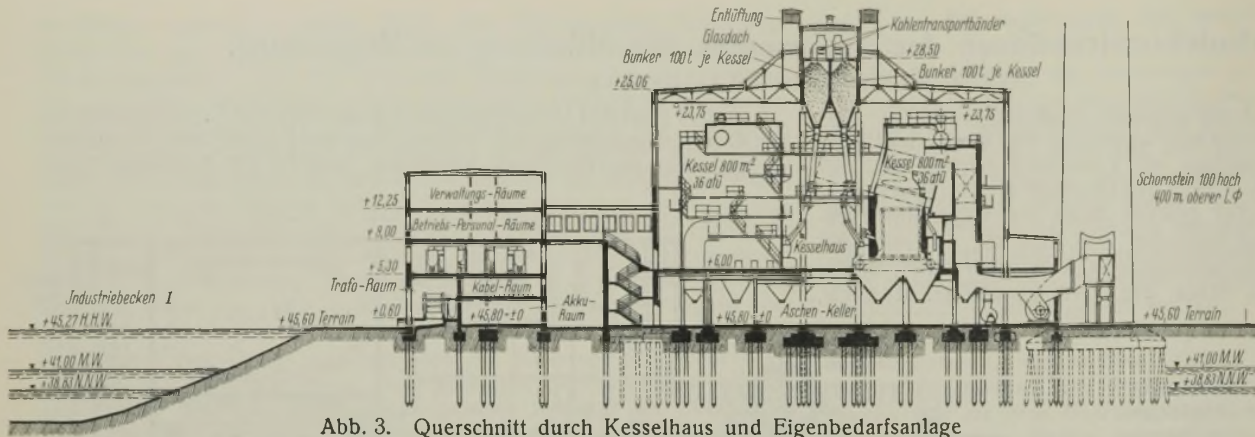 Entlüftung
Kohlentransportbänder
Glasdach
+28,50
Bunker 100t je Kessel
Bunker 100t je Kessel
+25,06
+23,75
+23,75
Kessel 800 m²
36 atü
Kessel 800 m²
36 atü
Schornstein 100 hoch
400 m. oberer l.Φ
Verwaltungs-Räume
+12,25
Betriebs-Personal-Räume
+8,00
Kesselhaus
+6,00
+5,30
Trafo-Raum
Kabel-Raum
Akku-
Raum
Aschen-Keller
Industriebecken I
+0,60
+45,80-±0
+45,80-±0
+45,27 H.H.W.
+45,60 Terrain
+45,60 Terrain
+41,00 M.W.
+41,00 M.W.
+38,63 N.N.W.
+38,63 N.N.W.
Abb. 3. Querschnitt durch Kesselhaus und Eigenbedarfsanlage